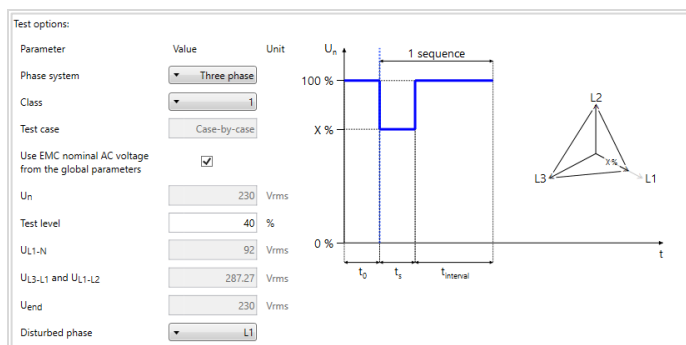 Test options:
Parameter Value Unit
Phase system Three phase
Class 1
Test case Case-by-case
Use EMC nominal AC voltage
from the global parameters
Un 230 Vrms
Test level 40 %
UL1-N 92 Vrms
UL3-L1 and UL1-L2 287.27 Vrms
Uend 230 Vrms
Disturbed phase L1
Un
1 sequence
100 %
X %
0 %
t
t0 ts tinterval
L2
X %
L3 L1